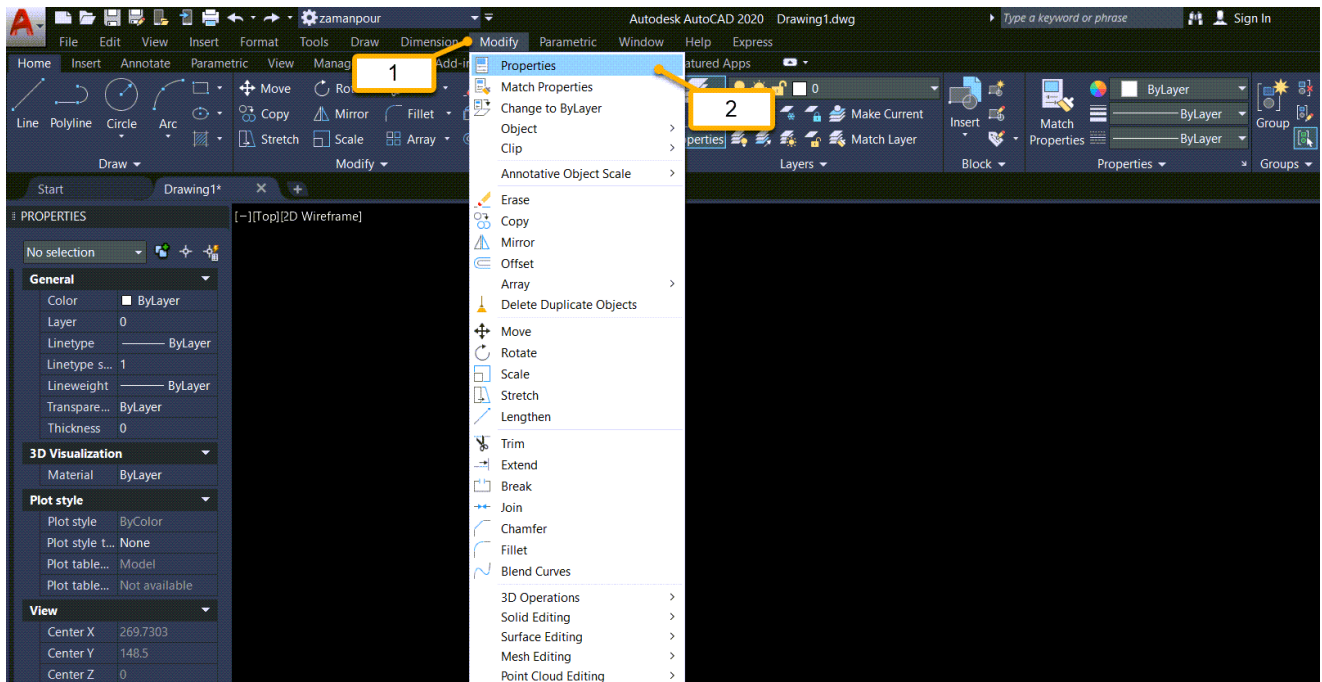 zamanpour
Autodesk AutoCAD 2020 Drawing1.dwg
Type a keyword or phrase
Sign In
File Edit View Insert Format Tools Draw Dimension Modify Parametric Window Help Express
Home Insert Annotate Parametric View Manag Add-i atured Apps
1
2
Line Polyline Circle Arc
Draw
Move Ro
Copy Mirror Fillet
Stretch Scale Array
Modify
0
Make Current
perties Match Layer
Layers
Insert
Block
Match
Properties
ByLayer
ByLayer
ByLayer
Properties
Group
Groups
Start Drawing1*
PROPERTIES
[-][Top][2D Wireframe]
No selection
General
Color ByLayer
Layer 0
Linetype ByLayer
Linetype s... 1
Lineweight ByLayer
Transpare... ByLayer
Thickness 0
3D Visualization
Material ByLayer
Plot style
Plot style ByColor
Plot style t... None
Plot table... Model
Plot table... Not available
View
Center X 269.7303
Center Y 148.5
Center Z 0
Properties
Match Properties
Change to ByLayer
Object
Clip
Annotative Object Scale
Erase
Copy
Mirror
Offset
Array
Delete Duplicate Objects
Move
Rotate
Scale
Stretch
Lengthen
Trim
Extend
Break
Join
Chamfer
Fillet
Blend Curves
3D Operations
Solid Editing
Surface Editing
Mesh Editing
Point Cloud Editing